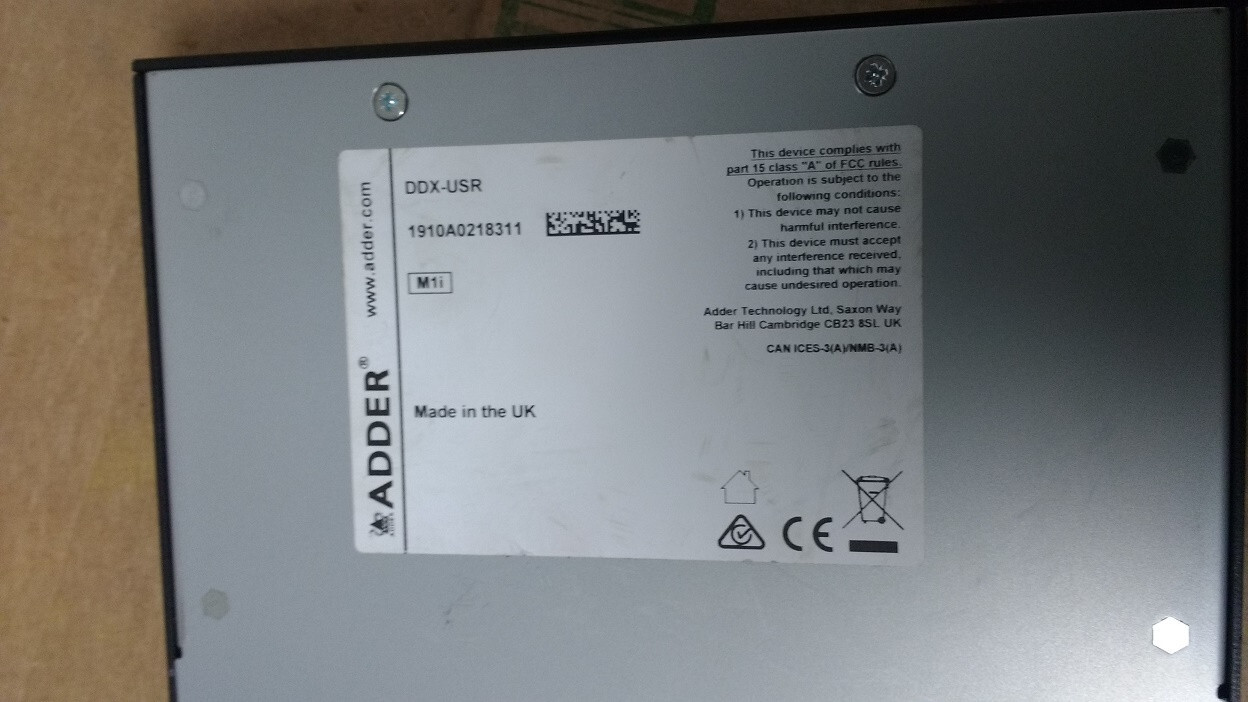 www.adder.com
ADDER®
DDX-USR
1910A0218311
M1i
Made in the UK
This device complies with
part 15 class "A" of FCC rules.
Operation is subject to the
following conditions:
1) This device may not cause
harmful interference.
2) This device must accept
any interference received,
including that which may
cause undesired operation.
Adder Technology Ltd, Saxon Way
Bar Hill Cambridge CB23 8SL UK
CAN ICES-3(A)/NMB-3(A)
CE